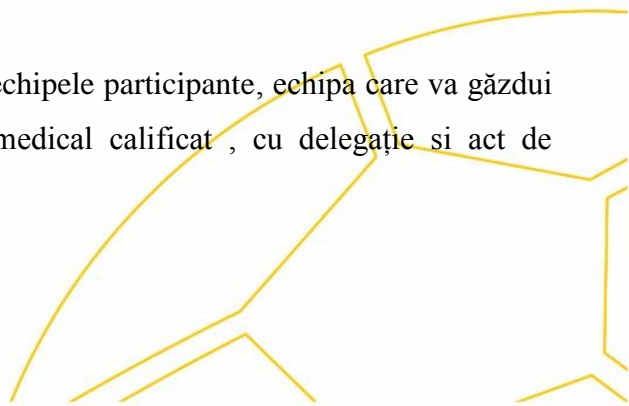 echipele participante, echipa care va găzdui
medical calificat , cu delegație si act de